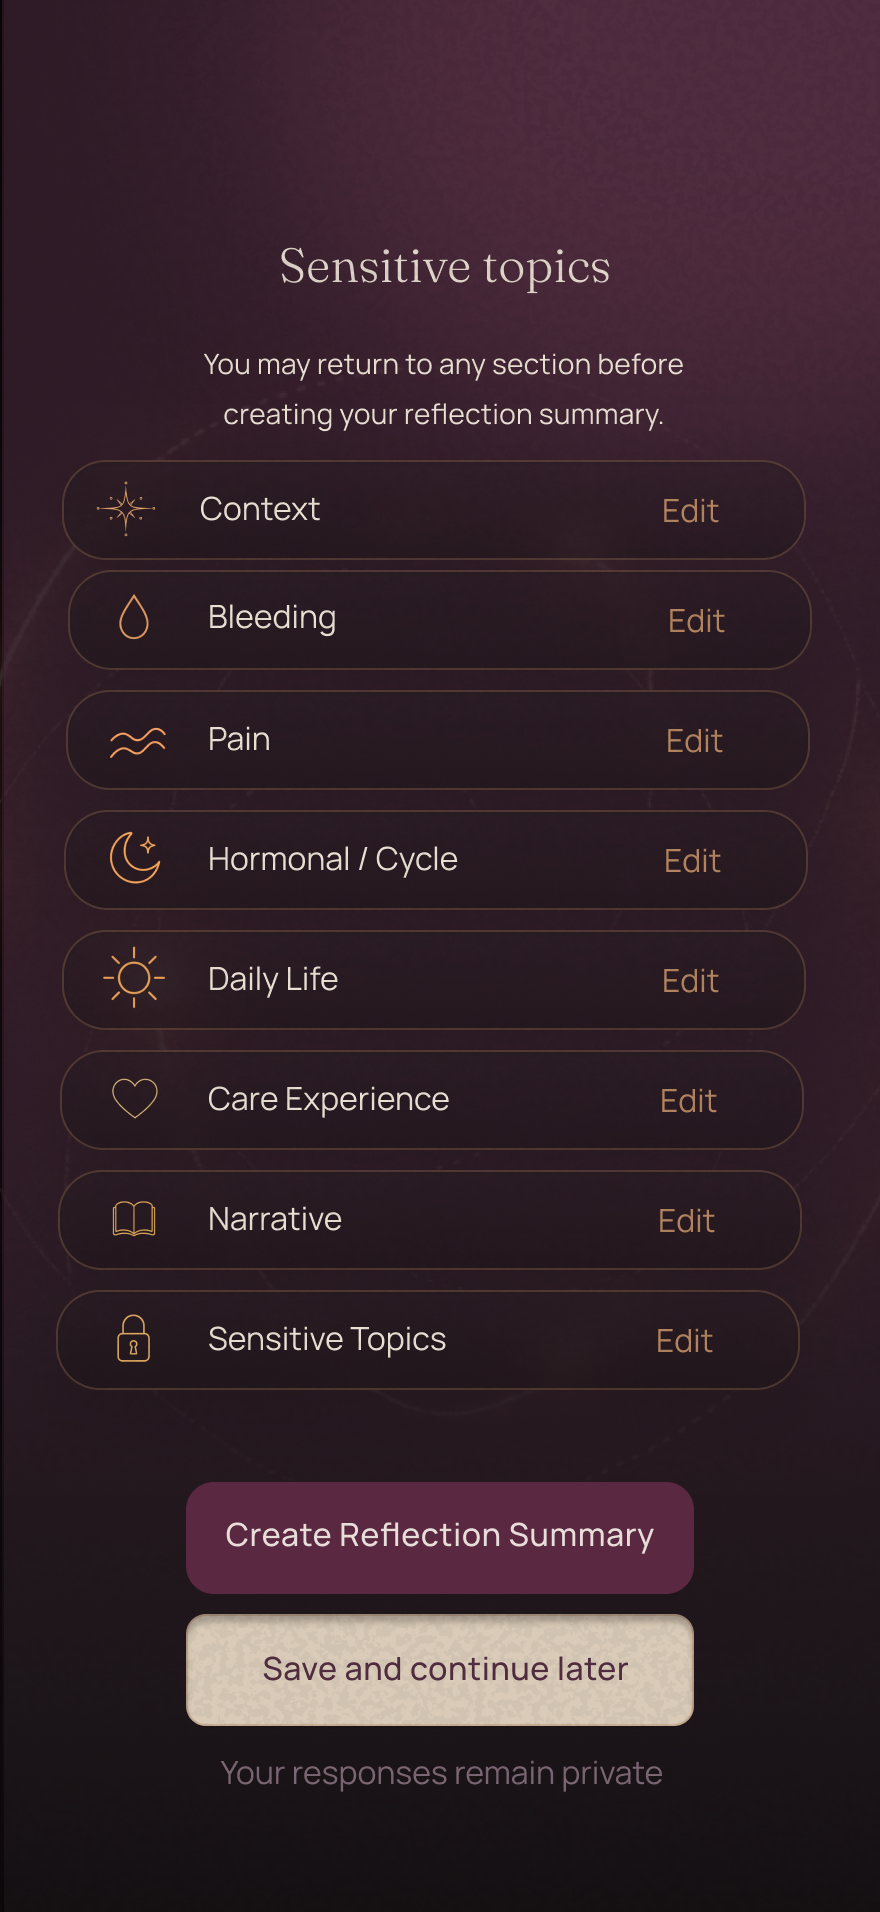 Sensitive topics
You may return to any section before
creating your reflection summary.
Context Edit
Bleeding Edit
Pain Edit
Hormonal / Cycle Edit
Daily Life Edit
Care Experience Edit
Narrative Edit
Sensitive Topics Edit
Create Reflection Summary
Save and continue later
Your responses remain private